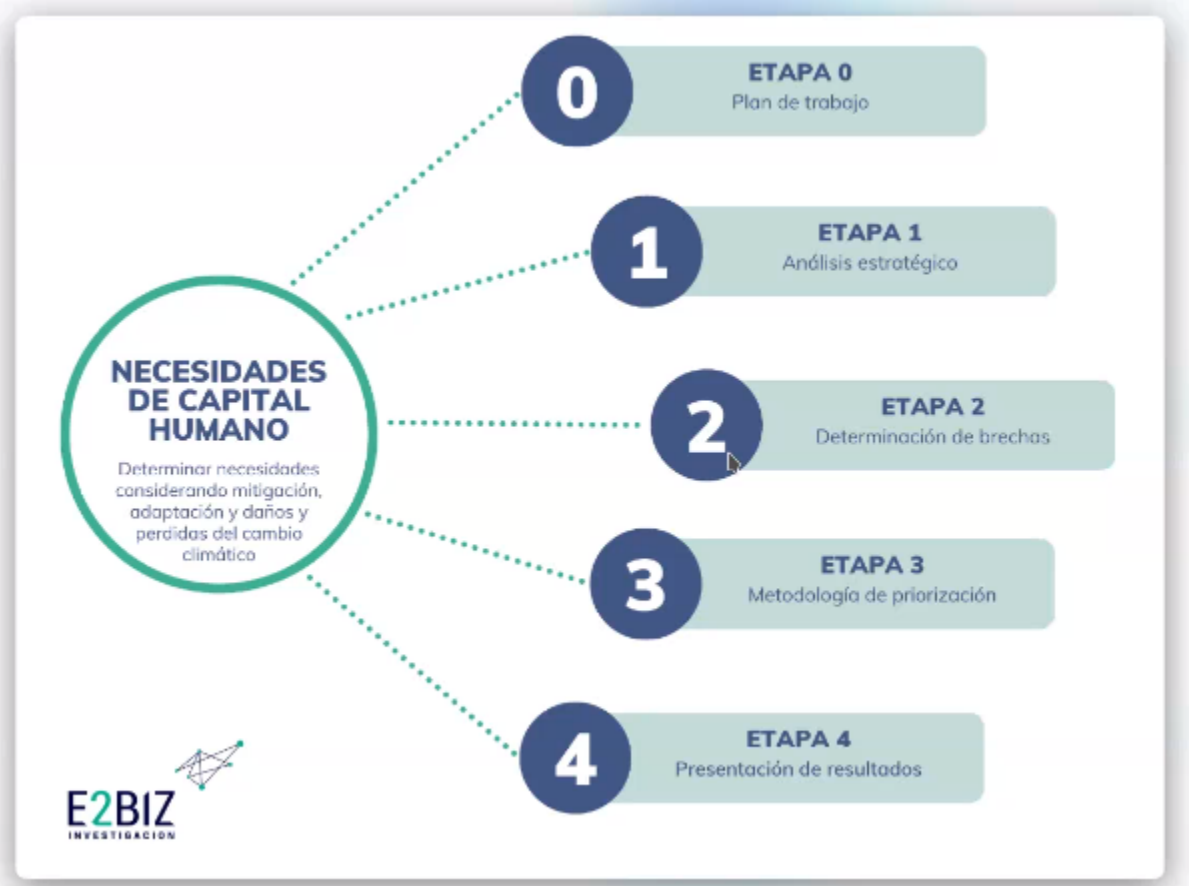 0
ETAPA 0
Plan de trabajo
1
ETAPA 1
Análisis estratégico
NECESIDADES
DE CAPITAL
HUMANO
Determinar necesidades
considerando mitigación,
adaptación y daños y
perdidas del cambio
climático
2
ETAPA 2
Determinación de brechas
3
ETAPA 3
Metodología de priorización
4
ETAPA 4
Presentación de resultados
E2BIZ
INVESTIGACION